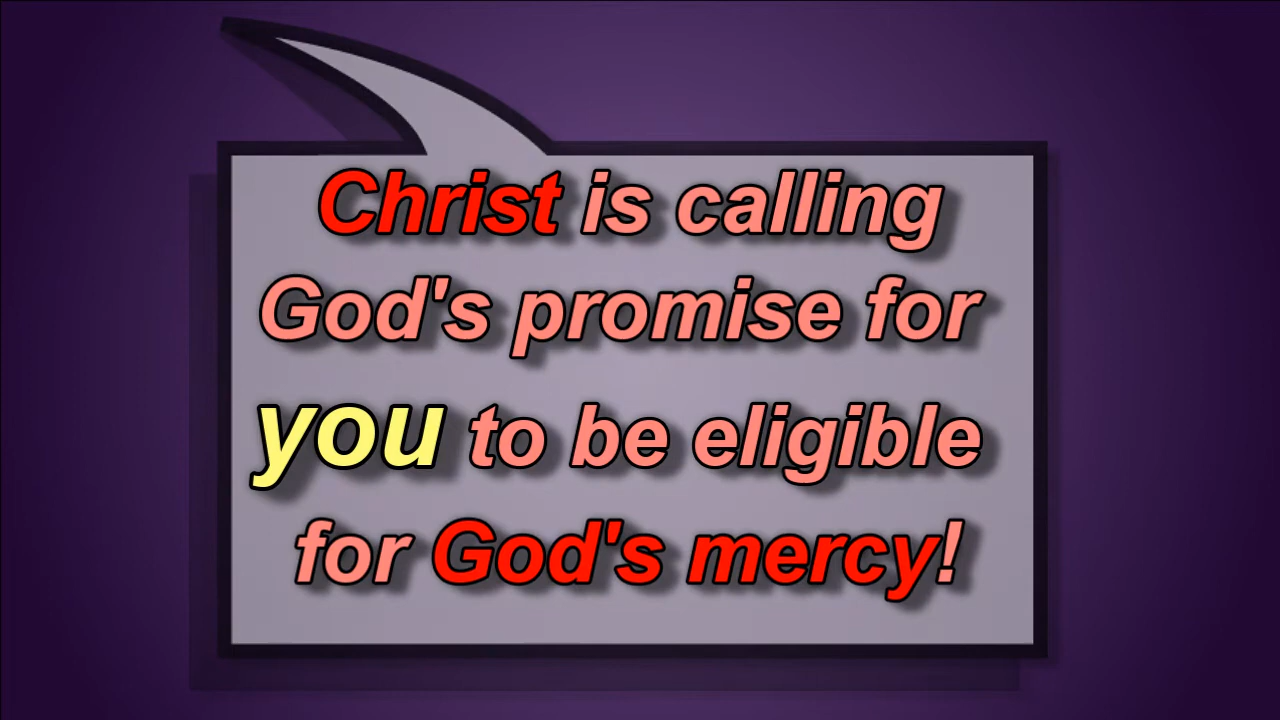 Christ is calling
God's promise for
you to be eligible
for God's mercy!